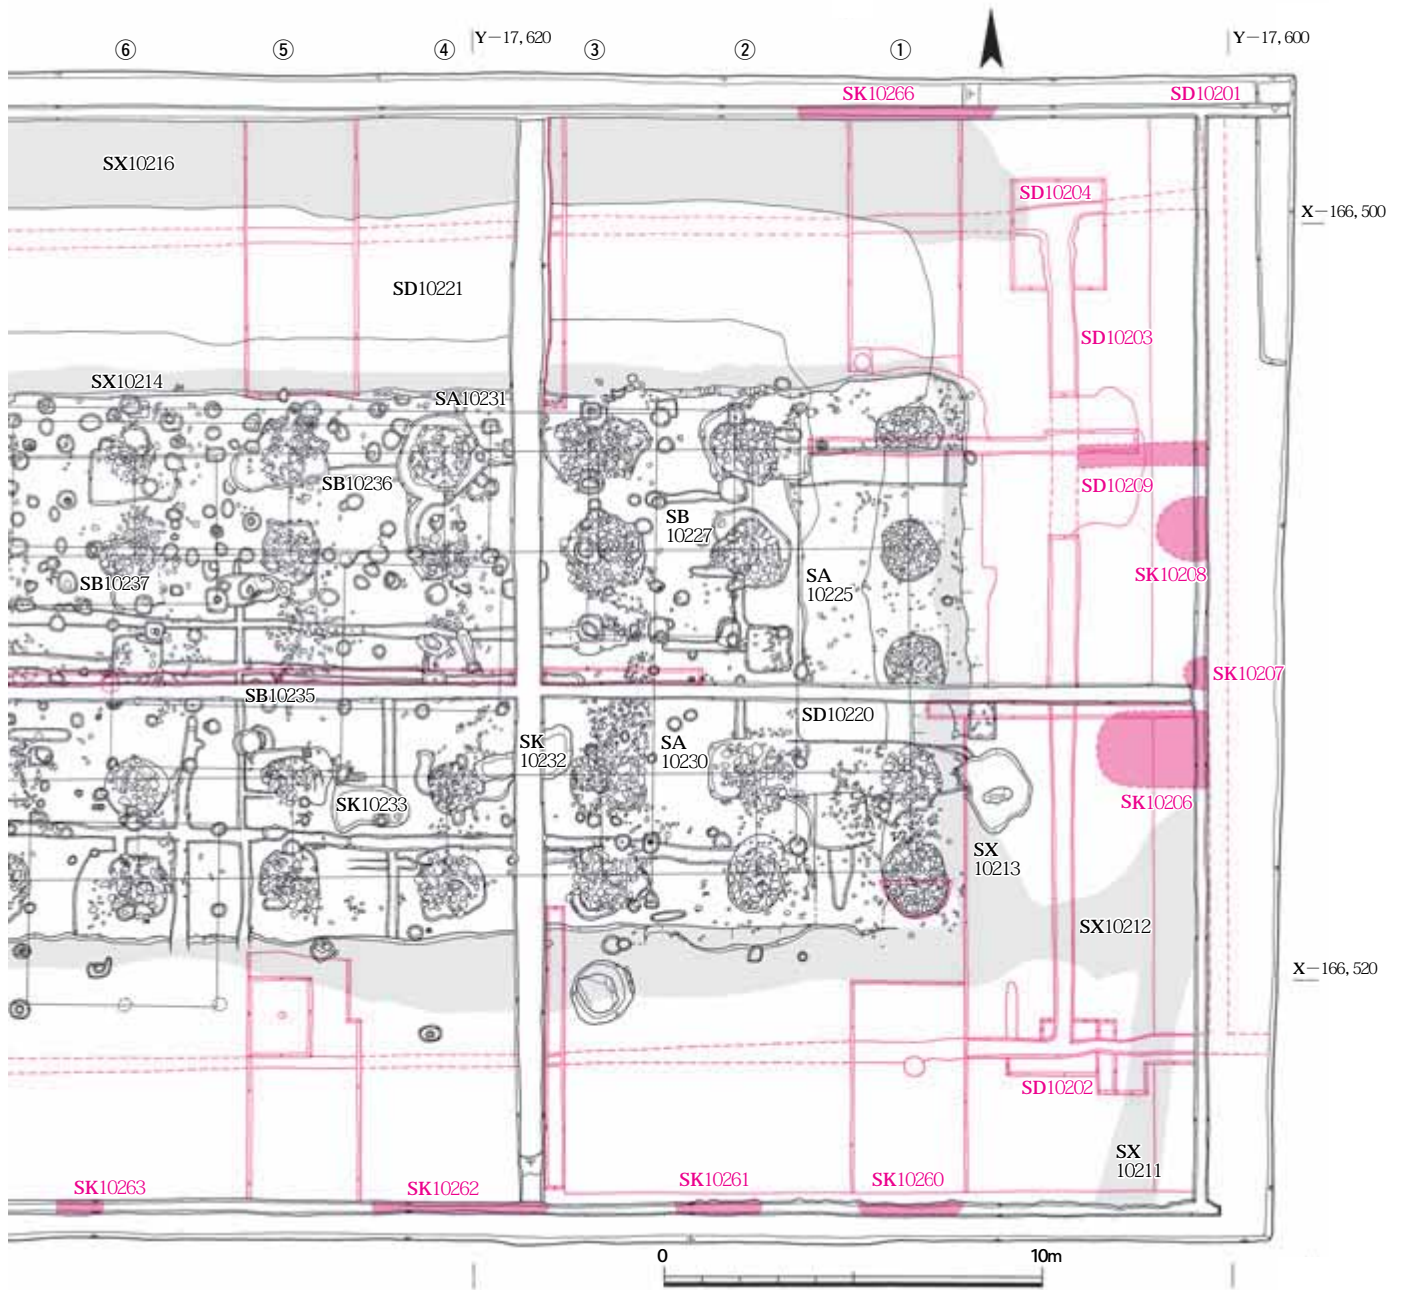 ⑥ ⑤ ④ Y−17,620 ③ ② ① Y−17,600
SK10266 SD10201
SX10216
SD10204
X−166,500
SD10221
SD10203
SX10214
SA10231
SB10236
SD10209
SB
10227
SB10237
SA
10225
SK10208
SK10207
SB10235
SD10220
SK
10232
SA
10230
SK10233
SK10206
SX
10213
SX10212
X−166,520
SD10202
SX
10211
SK10263
SK10262
SK10261
SK10260
0 10m